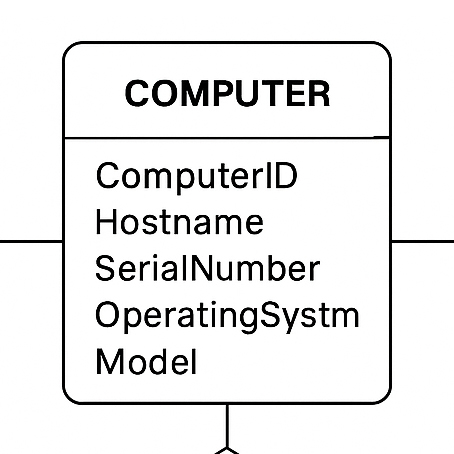 COMPUTER
ComputerID
Hostname
SerialNumber
OperatingSystm
Model